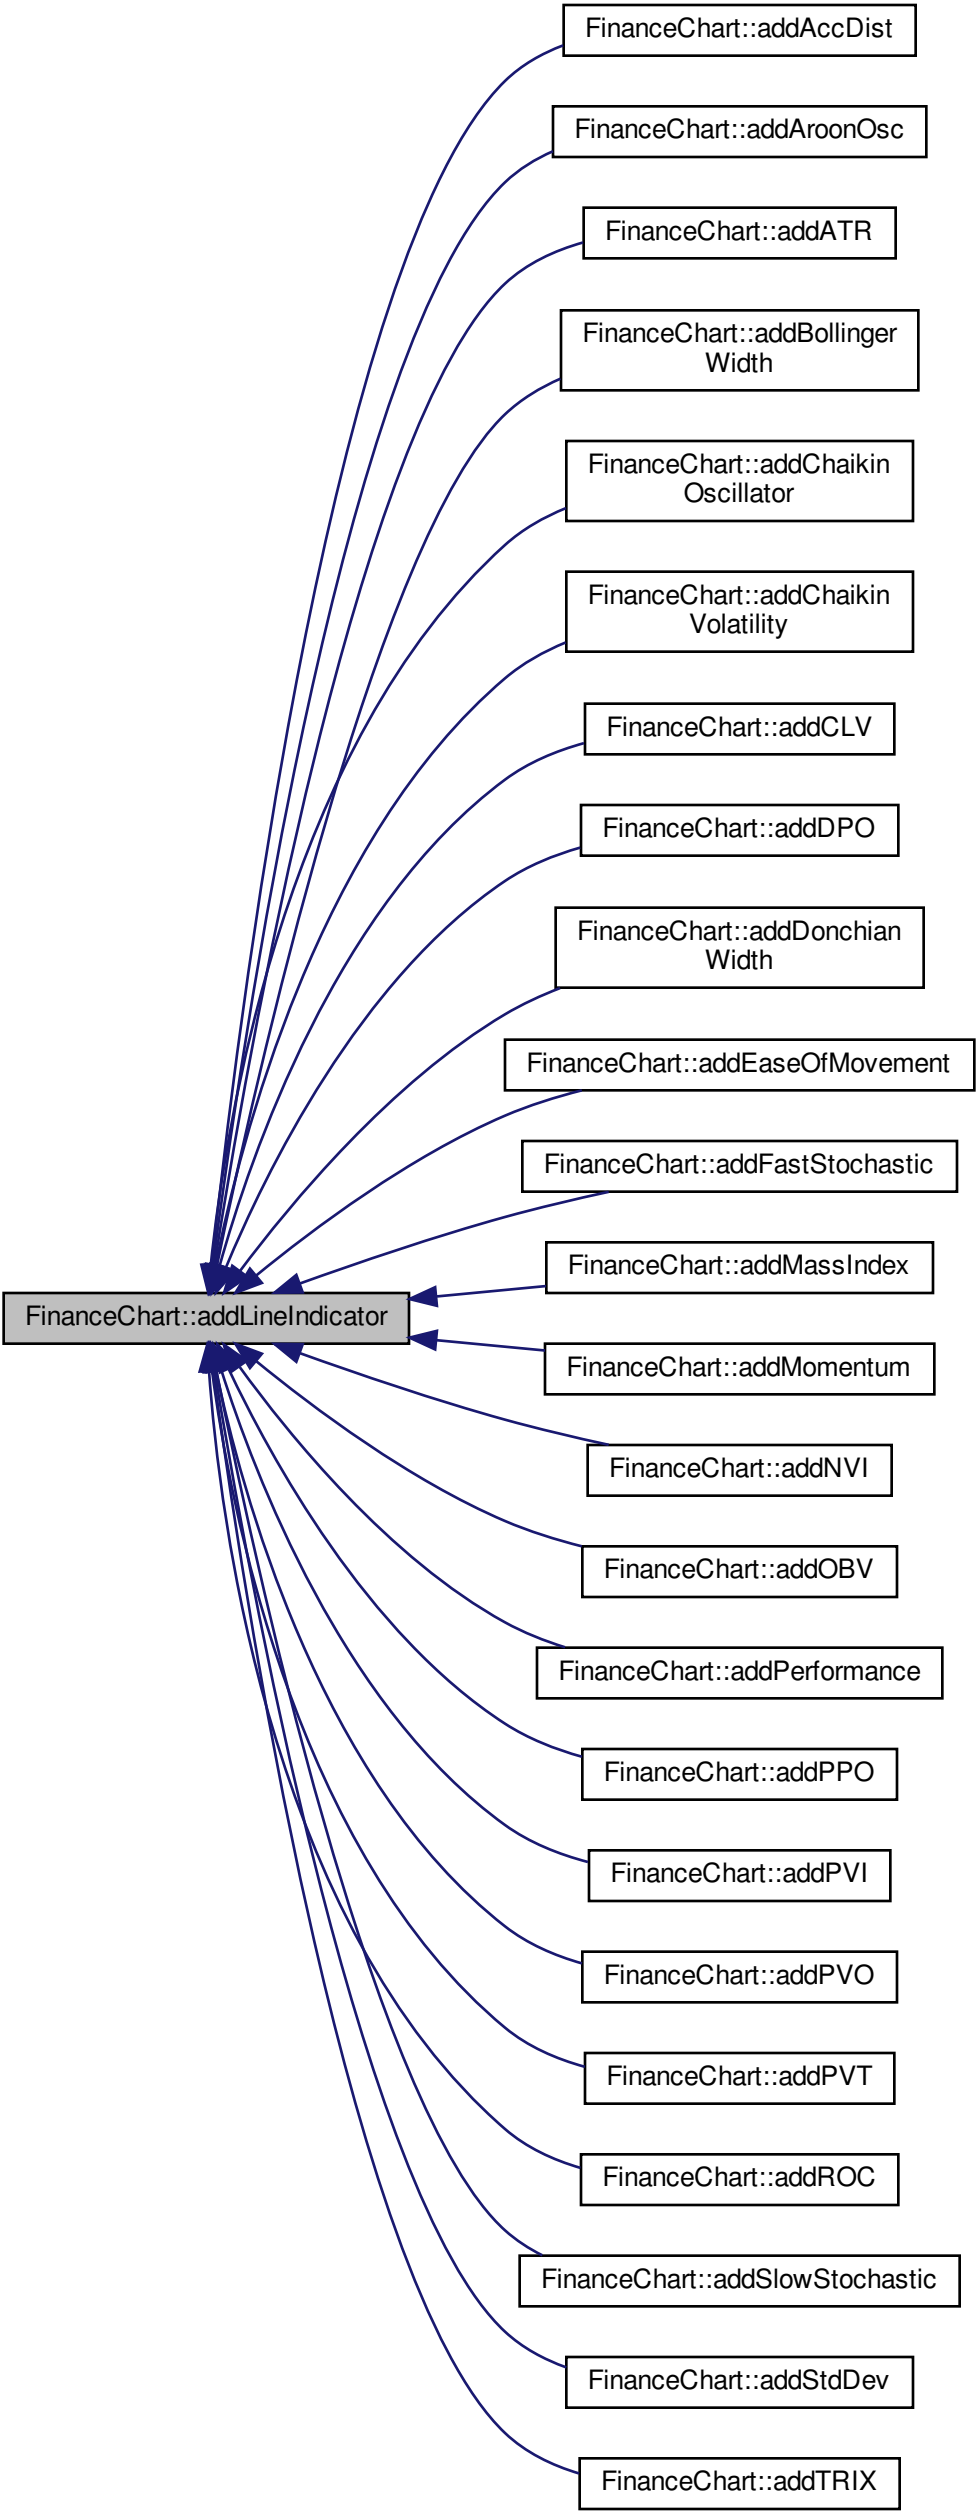 FinanceChart::addAccDist
FinanceChart::addAroonOsc
FinanceChart::addATR
FinanceChart::addBollinger
Width
FinanceChart::addChaikin
Oscillator
FinanceChart::addChaikin
Volatility
FinanceChart::addCLV
FinanceChart::addDPO
FinanceChart::addDonchian
Width
FinanceChart::addEaseOfMovement
FinanceChart::addFastStochastic
FinanceChart::addMassIndex
FinanceChart::addLineIndicator
FinanceChart::addMomentum
FinanceChart::addNVI
FinanceChart::addOBV
FinanceChart::addPerformance
FinanceChart::addPPO
FinanceChart::addPVI
FinanceChart::addPVO
FinanceChart::addPVT
FinanceChart::addROC
FinanceChart::addSlowStochastic
FinanceChart::addStdDev
FinanceChart::addTRIX